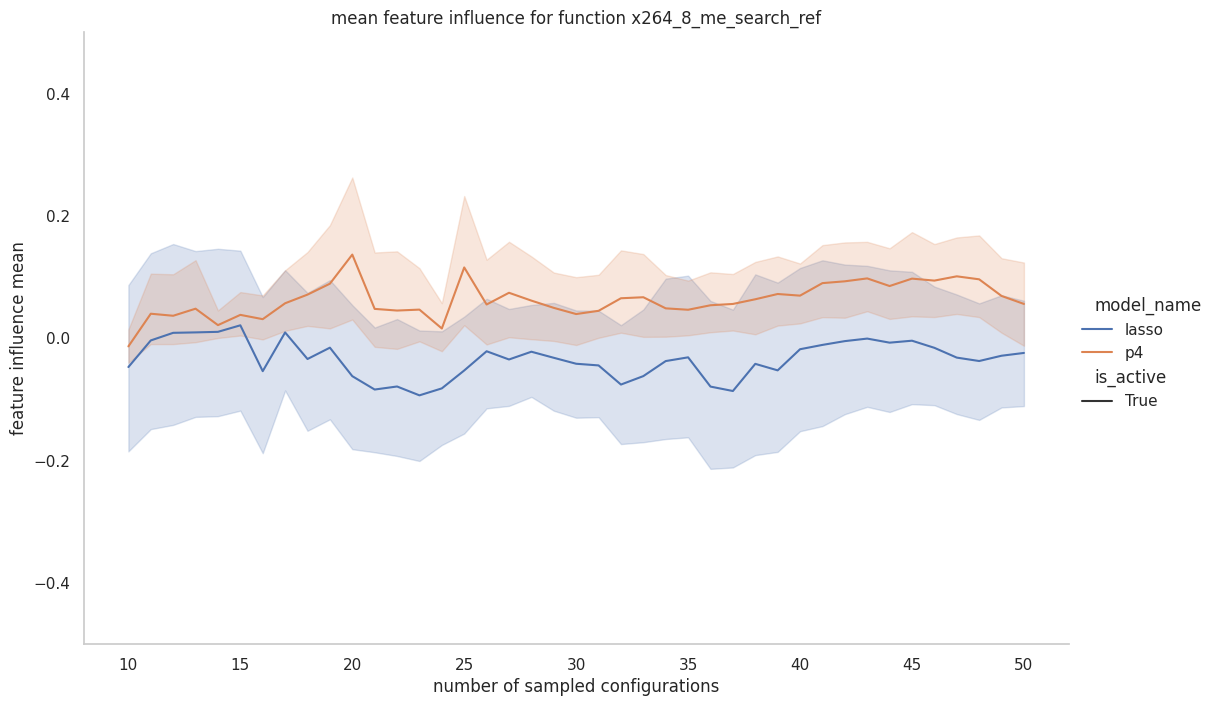 mean feature influence for function x264_8_me_search_ref
feature influence mean
0.4
0.2
0.0
−0.2
−0.4
10 15 20 25 30 35 40 45 50
number of sampled configurations
model_name
lasso
p4
is_active
True